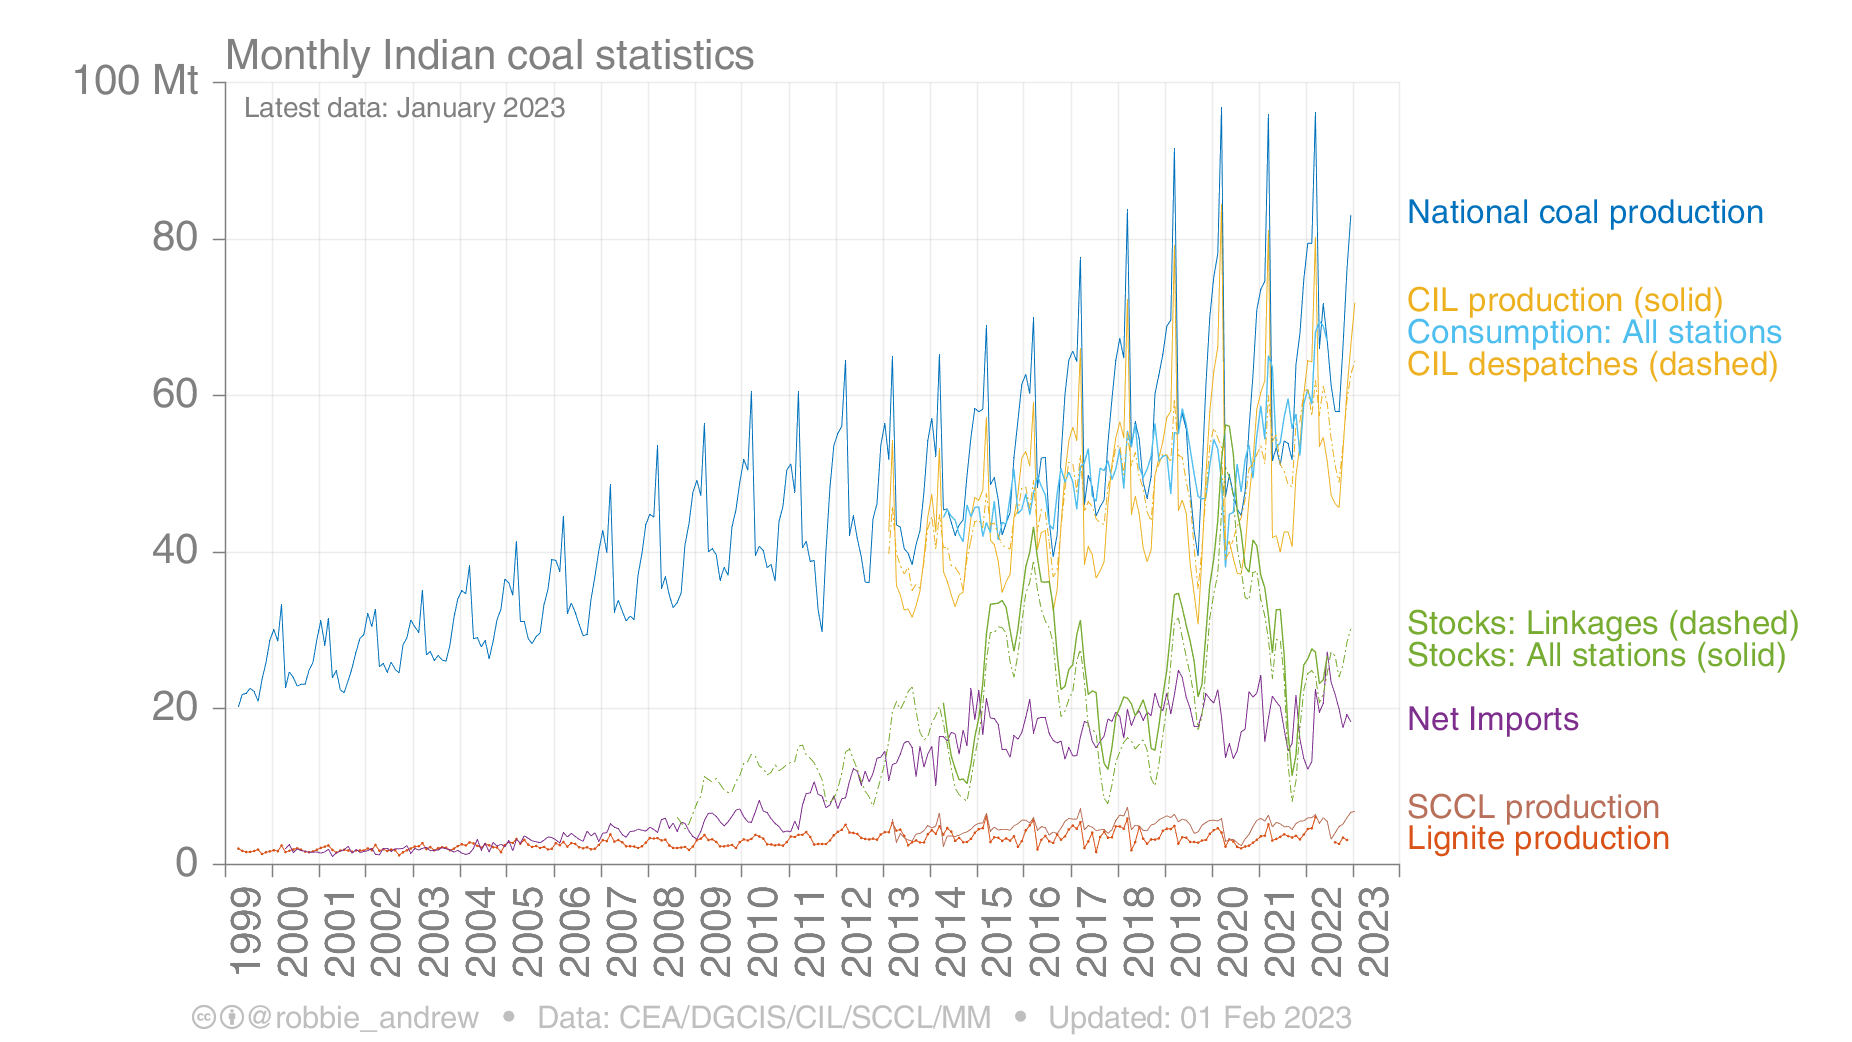 Monthly Indian coal statistics
100 Mt
Latest data: January 2023
80
60
40
20
0
National coal production
CIL production (solid)
Consumption: All stations
CIL despatches (dashed)
Stocks: Linkages (dashed)
Stocks: All stations (solid)
Net Imports
SCCL production
Lignite production
1999 2000 2001 2002 2003 2004 2005 2006 2007 2008 2009 2010 2011 2012 2013 2014 2015 2016 2017 2018 2019 2020 2021 2022 2023
@robbie_andrew • Data: CEA/DGCIS/CIL/SCCL/MM • Updated: 01 Feb 2023